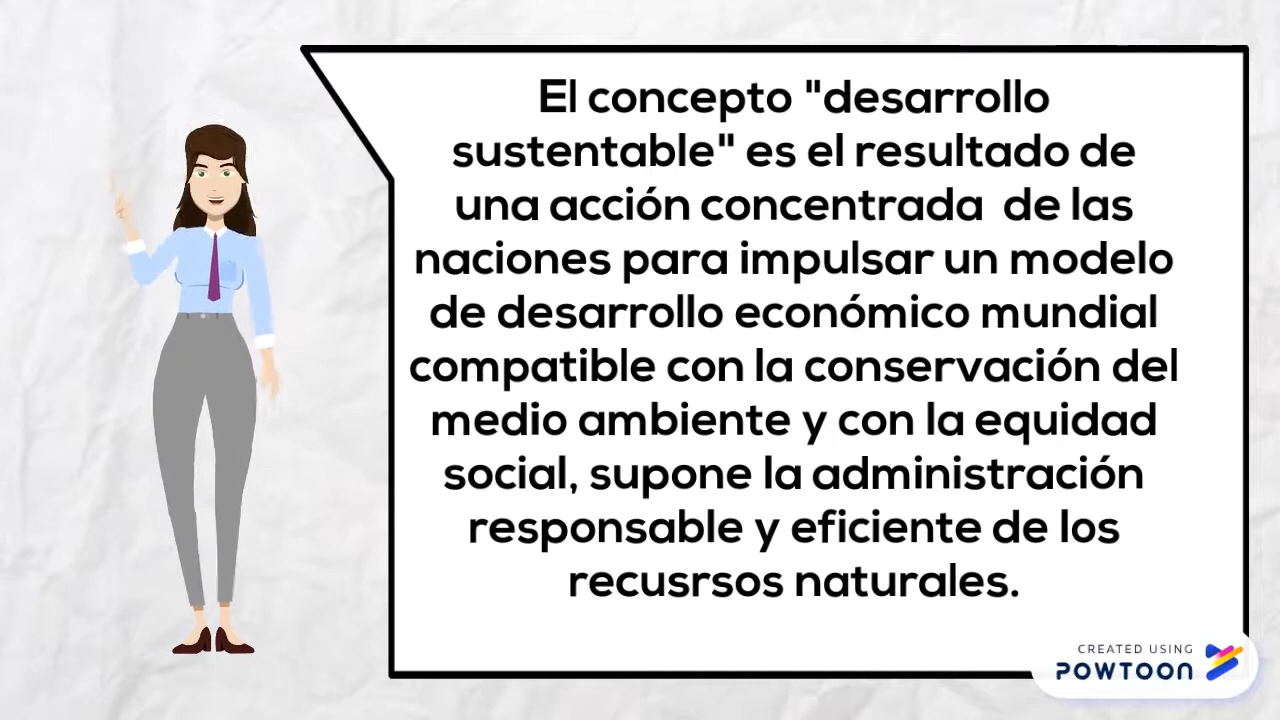 El concepto "desarrollo
sustentable" es el resultado de
una acción concentrada  de las
naciones para impulsar un modelo
de desarrollo económico mundial
compatible con la conservación del
medio ambiente y con la equidad
social, supone la administración
responsable y eficiente de los
recusrsos naturales.
CREATED USING
POWTOON